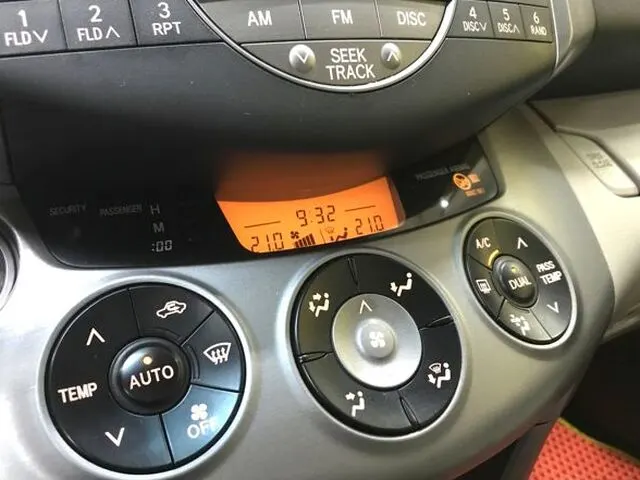 1 2 3 AM FM DISC 4 5 6
FLD∨ FLD∧ RPT DISC∨ DISC∧ RAND
∨ SEEK ∧
TRACK
SECURITY PASSENGER H
M
:00
9:32
21.0 21.0
A/C ∧
PASS
TEMP
DUAL
∨
∧
TEMP AUTO
∨ OFF
∧